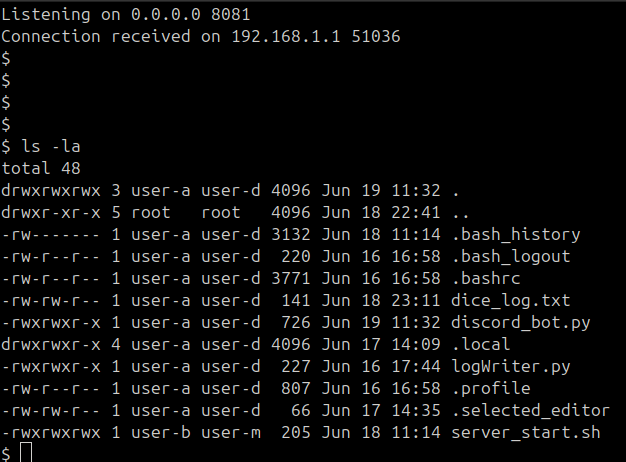 Listening on 0.0.0.0 8081
Connection received on 192.168.1.1 51036
$
$
$
$
$ ls -la
total 48
drwxrwxrwx 3 user-a user-d 4096 Jun 19 11:32 .
drwxr-xr-x 5 root   root   4096 Jun 18 22:41 ..
-rw------- 1 user-a user-d 3132 Jun 18 11:14 .bash_history
-rw-r--r-- 1 user-a user-d  220 Jun 16 16:58 .bash_logout
-rw-r--r-- 1 user-a user-d 3771 Jun 16 16:58 .bashrc
-rw-rw-r-- 1 user-a user-d  141 Jun 18 23:11 dice_log.txt
-rwxrwxr-x 1 user-a user-d  726 Jun 19 11:32 discord_bot.py
drwxrwxr-x 4 user-a user-d 4096 Jun 17 14:09 .local
-rwxrwxr-x 1 user-a user-d  227 Jun 16 17:44 logWriter.py
-rw-r--r-- 1 user-a user-d  807 Jun 16 16:58 .profile
-rw-rw-r-- 1 user-a user-d   66 Jun 17 14:35 .selected_editor
-rwxrwxrwx 1 user-b user-m  205 Jun 18 11:14 server_start.sh
$